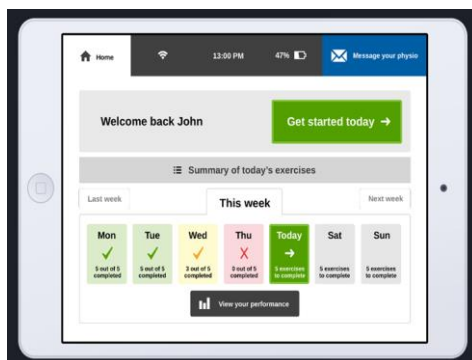 Home
13:00 PM
47%
Message your physio
Welcome back John
Get started today →
Summary of today's exercises
Last week
This week
Next week
Mon
Tue
Wed
Thu
Today
Sat
Sun
5 out of 5
completed
5 out of 5
completed
3 out of 5
completed
0 out of 5
completed
5 exercises
to complete
5 exercises
to complete
5 exercises
to complete
View your performance